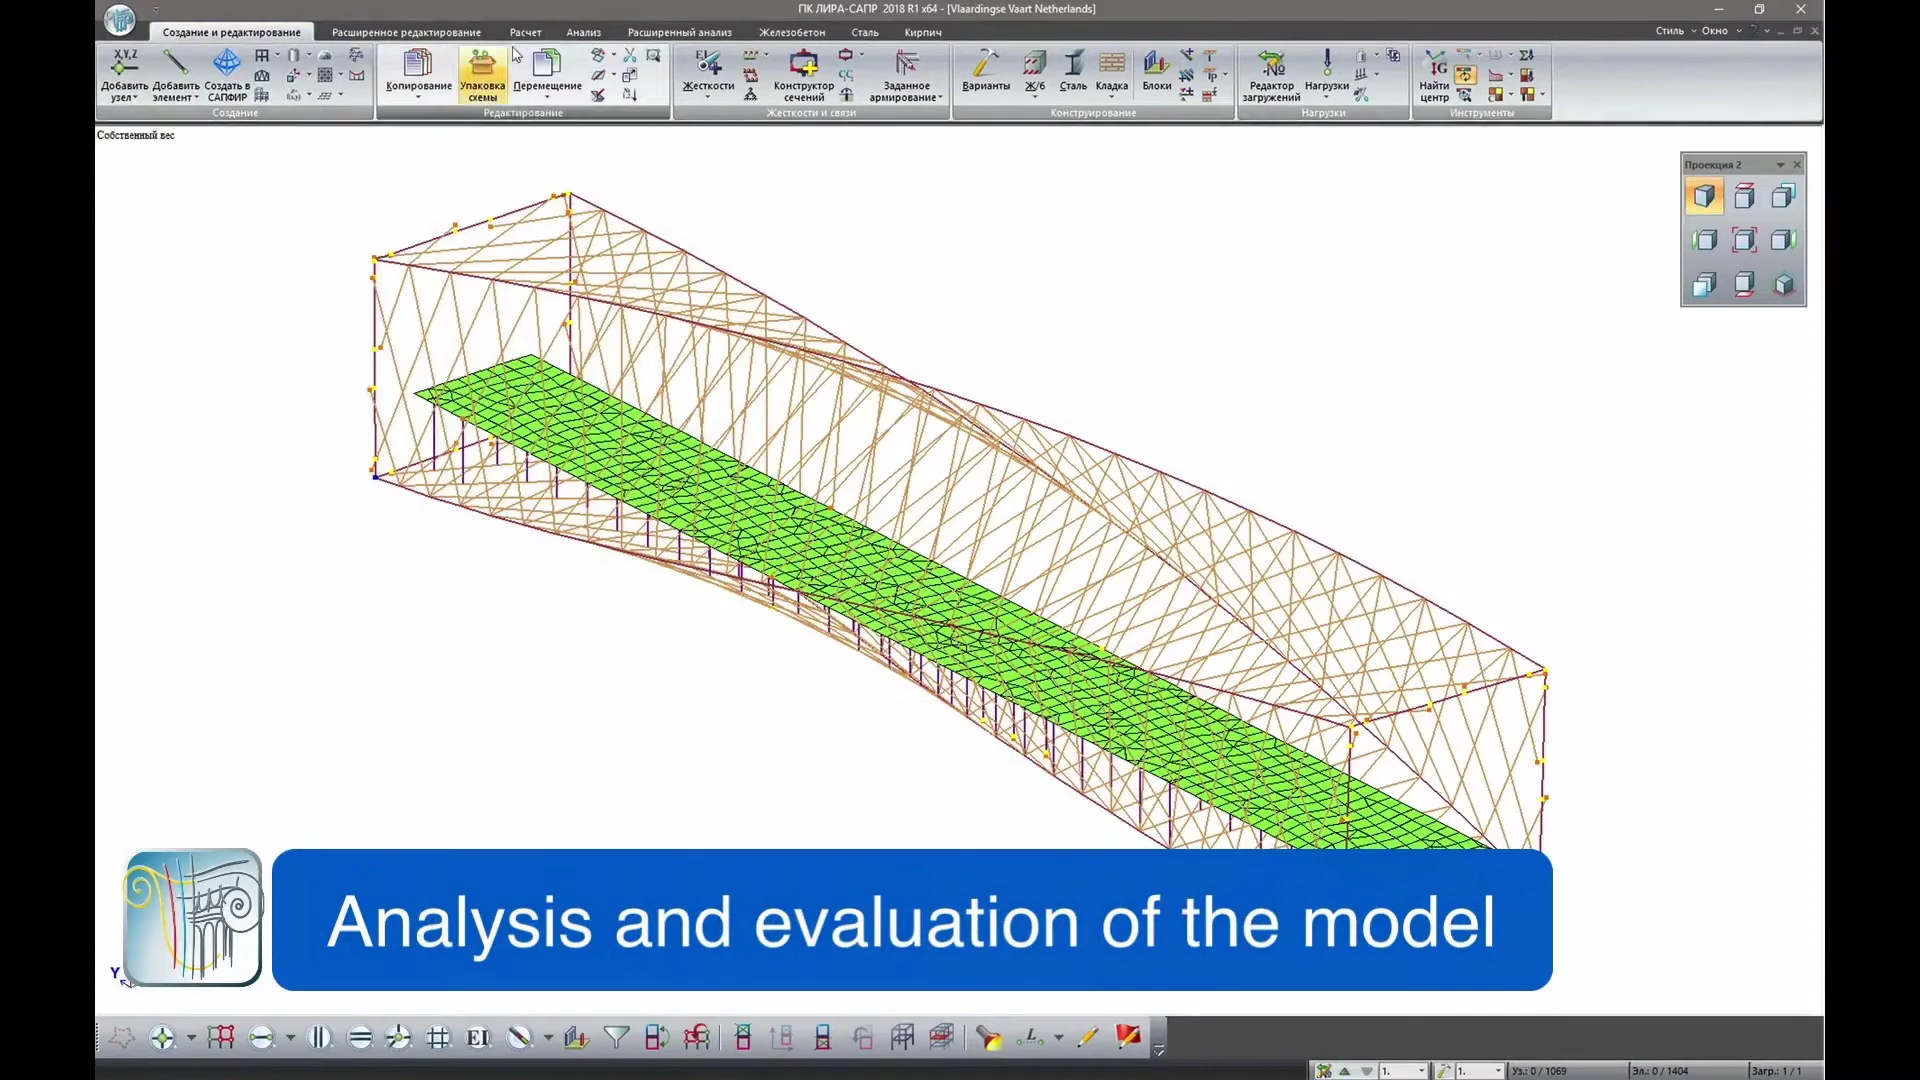 ПК ЛИРА-САПР 2018 R1 x64 - [Vlaardingse Vaart Netherlands]
Создание и редактирование Расширенное редактирование Расчет Анализ Расширенный анализ Железобетон Сталь Кирпич Стиль Окно
X,Y,Z
Добавить узел
Добавить элемент
Создать в САПФИР
Копирование
Упаковка схемы
Перемещение
Жесткости
Конструктор сечений
Заданное армирование
Варианты
Ж/б
Сталь
Кладка
Блоки
Редактор загружений
Нагрузки
Найти центр
Создание Редактирование Жесткости и связи Конструирование Нагрузки Инструменты
Собственный вес
Проекция 2
Analysis and evaluation of the model
Y
EI
1. 1. Уз.: 0 / 1069 Эл.: 0 / 1404 Загр.: 1 / 1